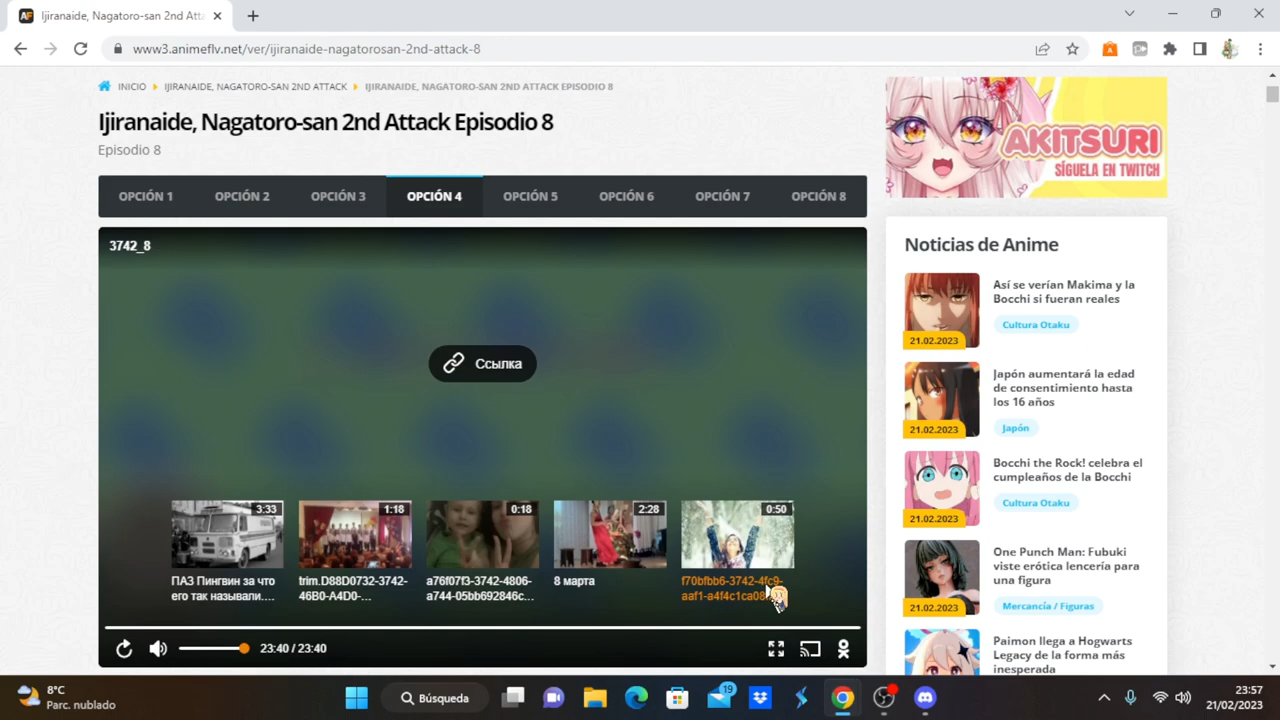 Ijiranaide, Nagatoro-san 2nd Atta
www3.animeflv.net/ver/ijiranaide-nagatorosan-2nd-attack-8
INICIO IJIRANAIDE, NAGATORO-SAN 2ND ATTACK IJIRANAIDE, NAGATORO-SAN 2ND ATTACK EPISODIO 8
Ijiranaide, Nagatoro-san 2nd Attack Episodio 8
Episodio 8
OPCIÓN 1 OPCIÓN 2 OPCIÓN 3 OPCIÓN 4 OPCIÓN 5 OPCIÓN 6 OPCIÓN 7 OPCIÓN 8
3742_8
Ссылка
3:33 1:18 0:18 2:28 0:50
ПАЗ Пингвин за что
его так называли....
trim.D88D0732-3742-
46B0-A4D0-...
a76f07f3-3742-4806-
a744-05bb692846c...
8 марта
f70bfbb6-3742-4fc9-
aaf1-a4f4c1ca08
23:40 / 23:40
AKITSURI
SÍGUELA EN TWITCH
Noticias de Anime
Así se verían Makima y la
Bocchi si fueran reales
Cultura Otaku
21.02.2023
Japón aumentará la edad
de consentimiento hasta
los 16 años
Japón
21.02.2023
Bocchi the Rock! celebra el
cumpleaños de la Bocchi
Cultura Otaku
21.02.2023
One Punch Man: Fubuki
viste erótica lencería para
una figura
Mercancía / Figuras
21.02.2023
Paimon llega a Hogwarts
Legacy de la forma más
inesperada
8°C
Parc. nublado
Búsqueda
19
23:57
21/02/2023